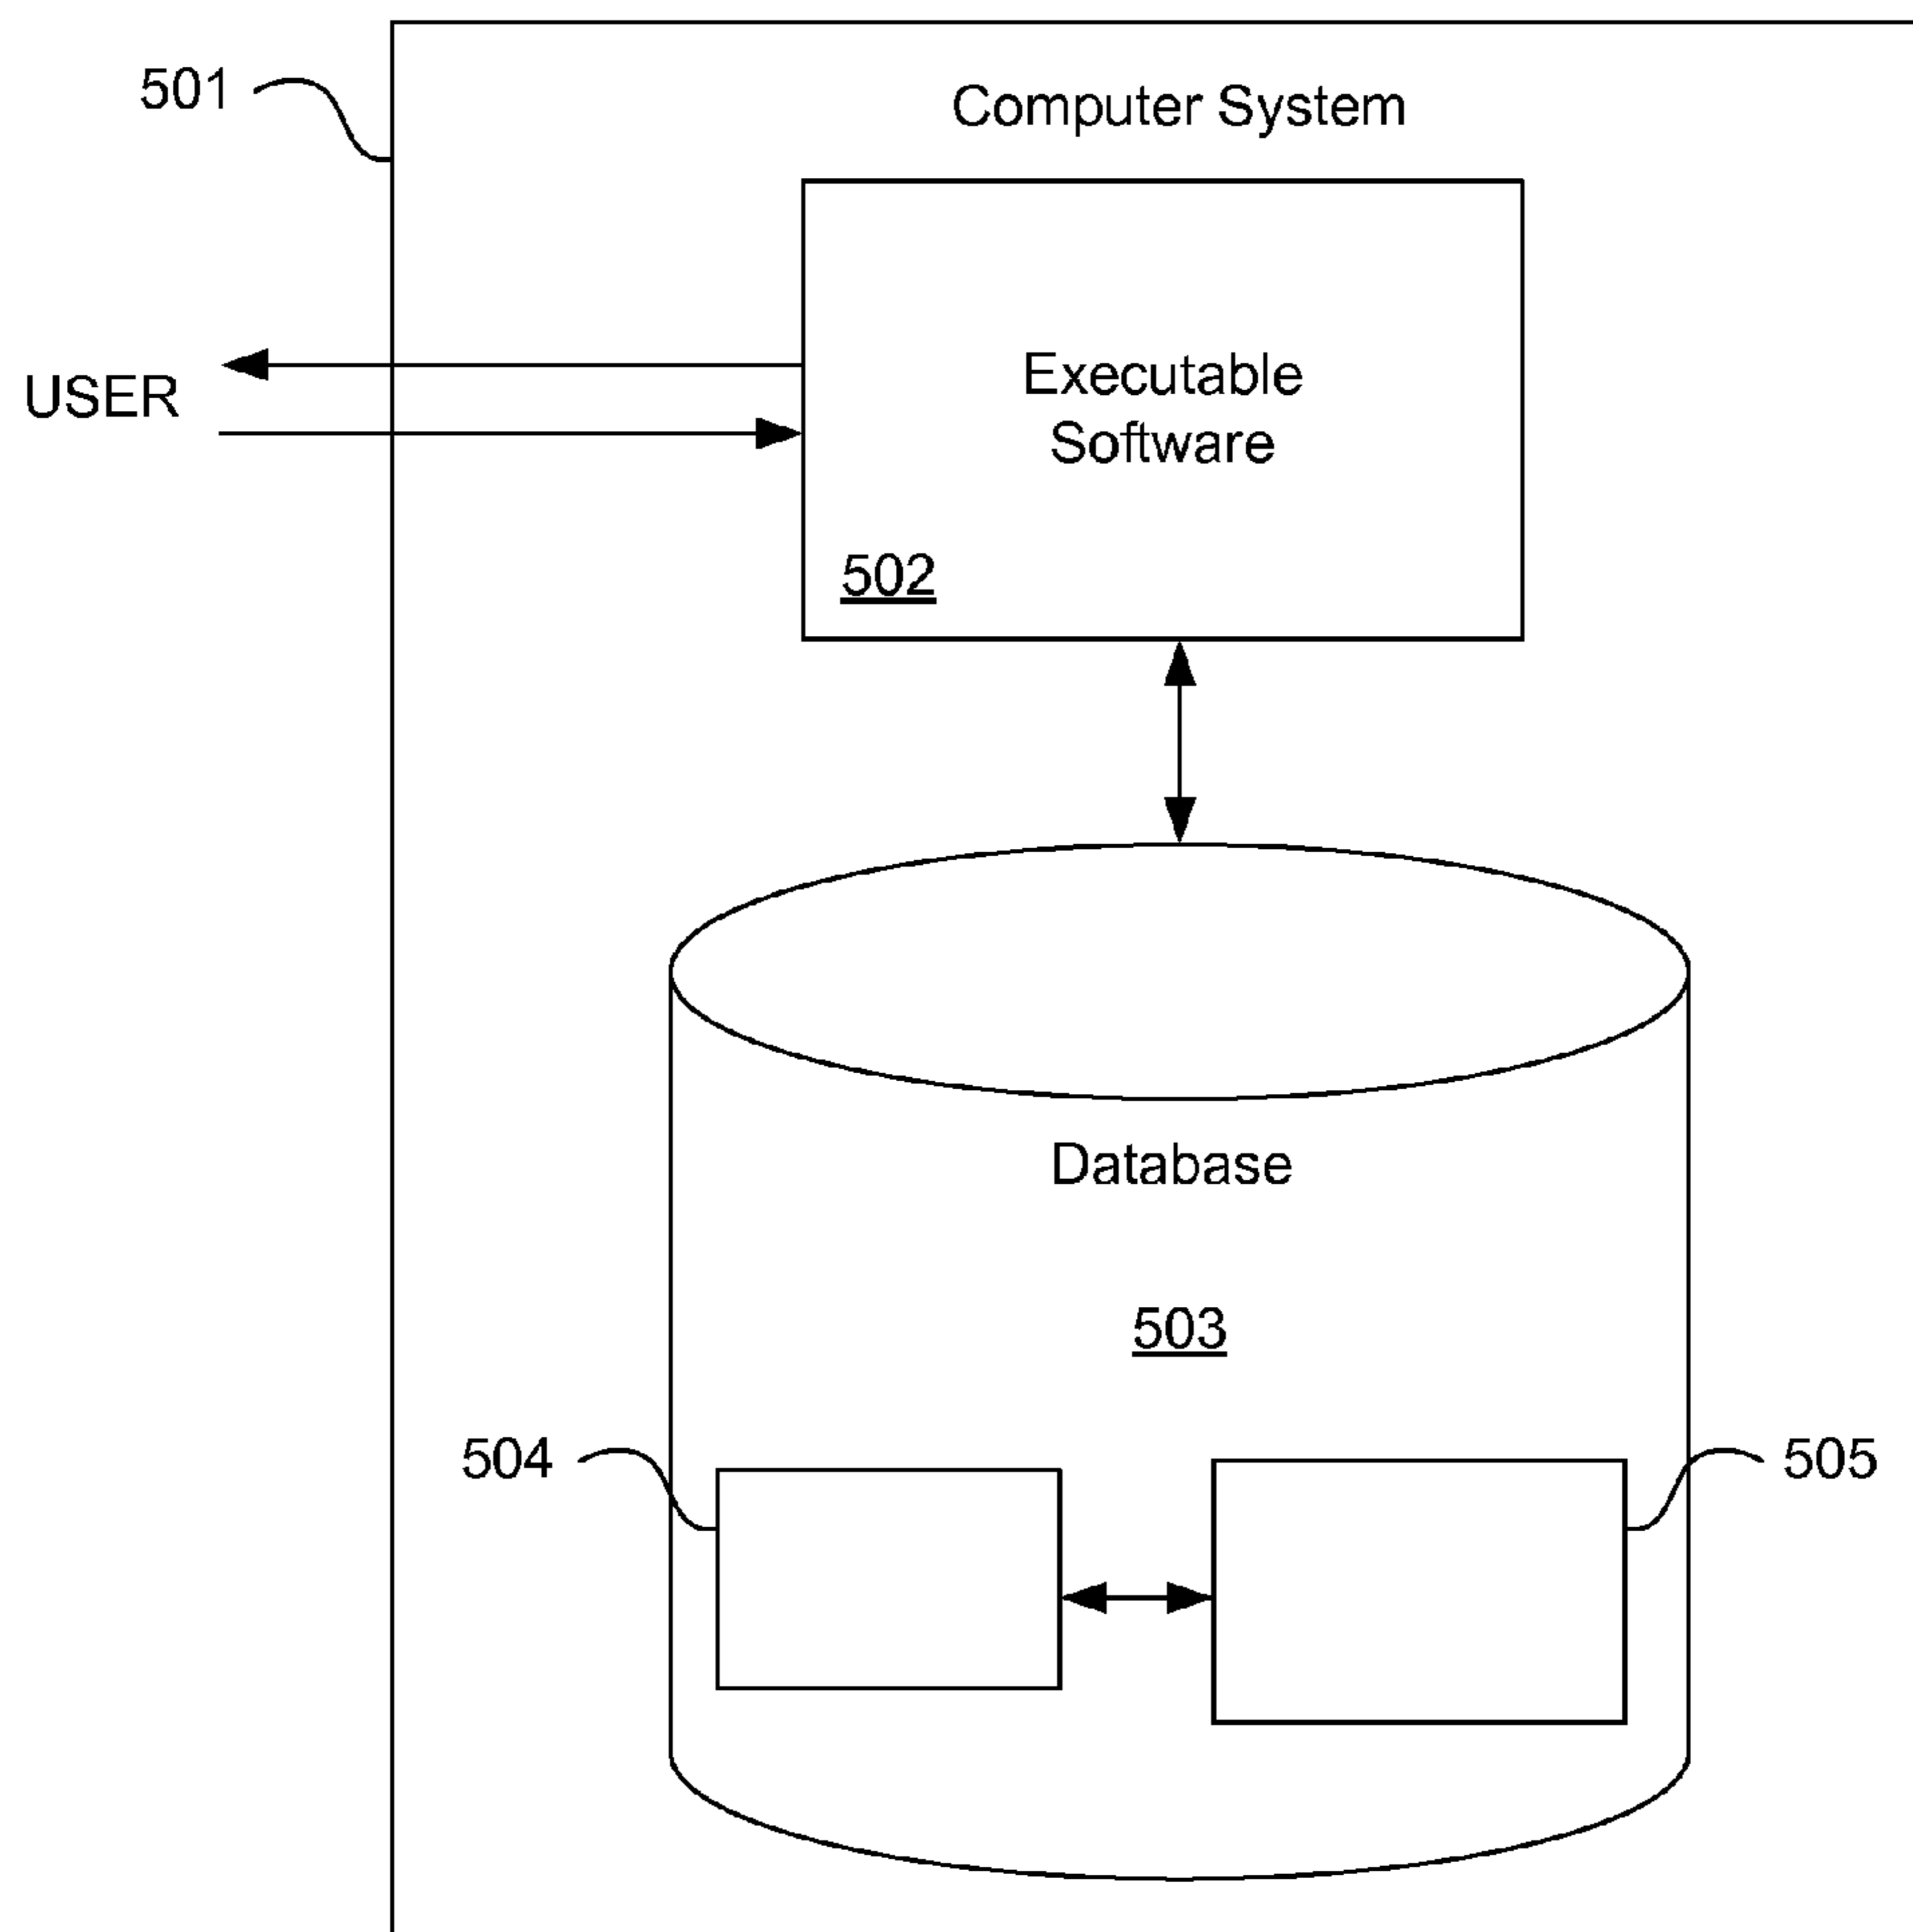 501
Computer System
USER
Executable
Software
502
Database
503
504
505